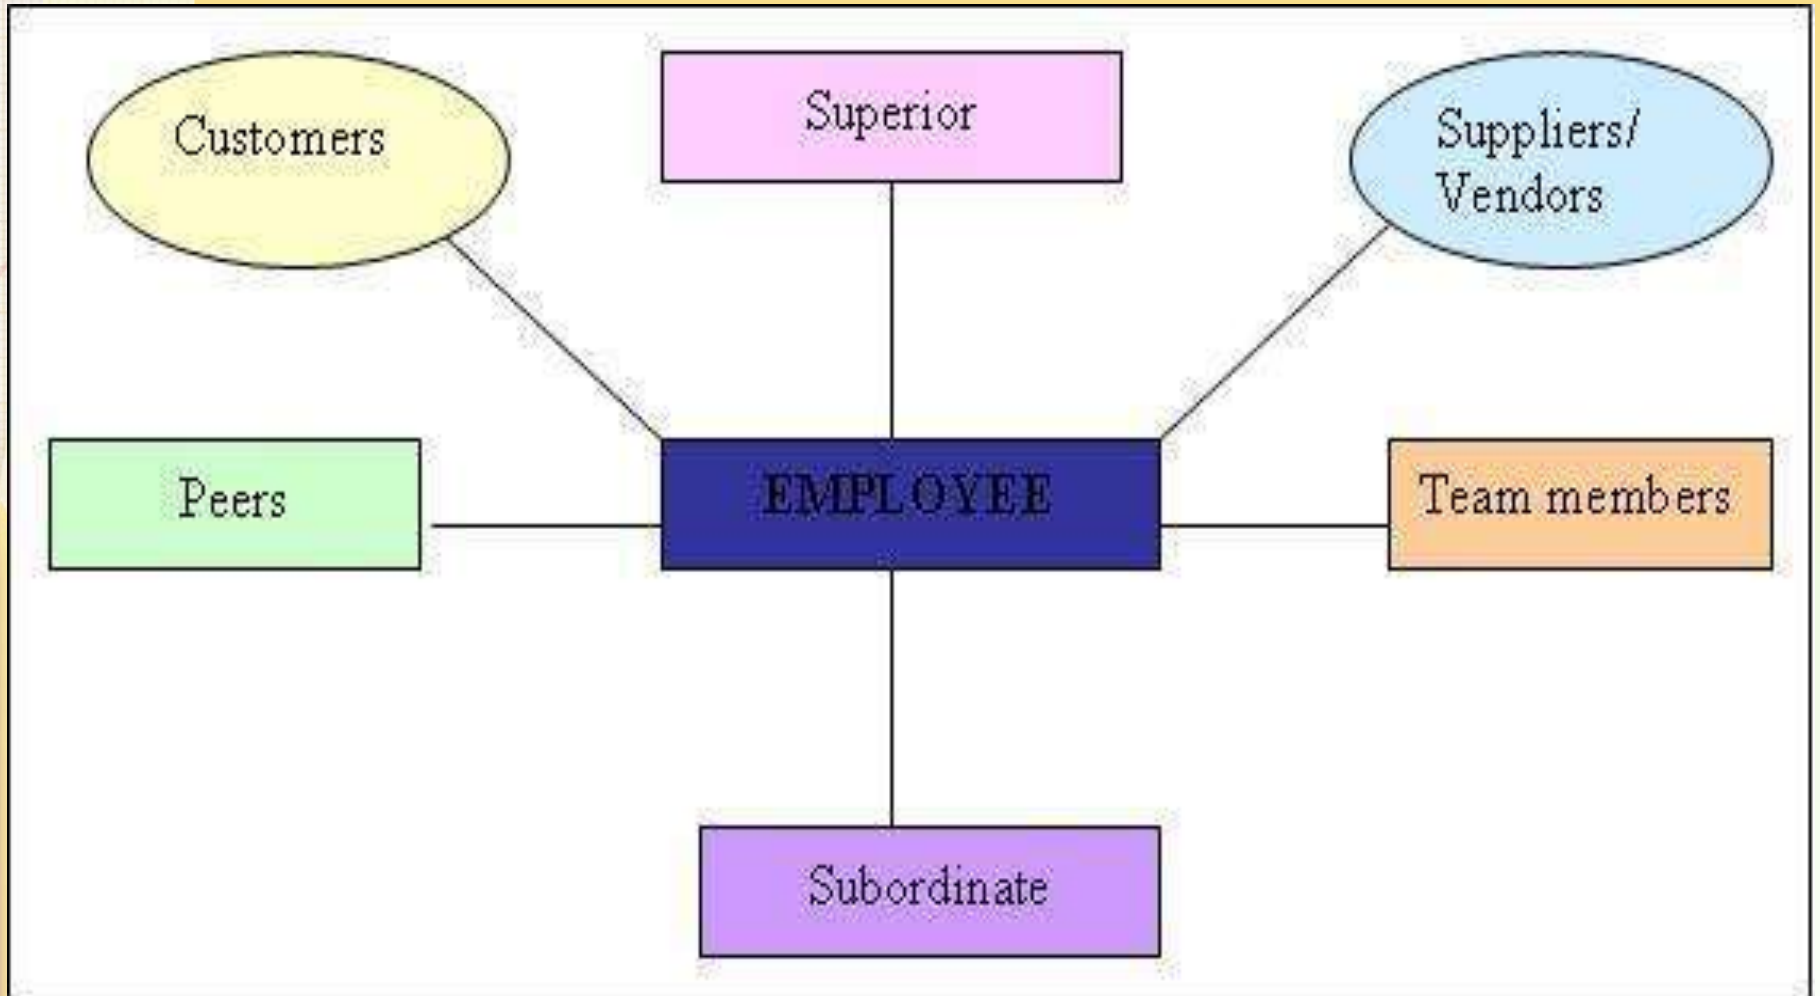 Customers
Superior
Suppliers/
Vendors
Peers
EMPLOYEE
Team members
Subordinate